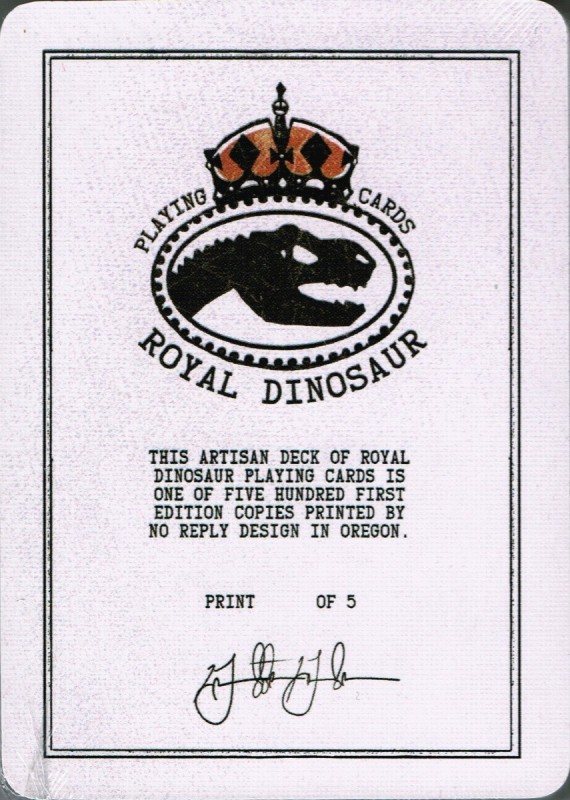 PLAYING CARDS
ROYAL DINOSAUR
THIS ARTISAN DECK OF ROYAL
DINOSAUR PLAYING CARDS IS
ONE OF FIVE HUNDRED FIRST
EDITION COPIES PRINTED BY
NO REPLY DESIGN IN OREGON.
PRINT OF 5